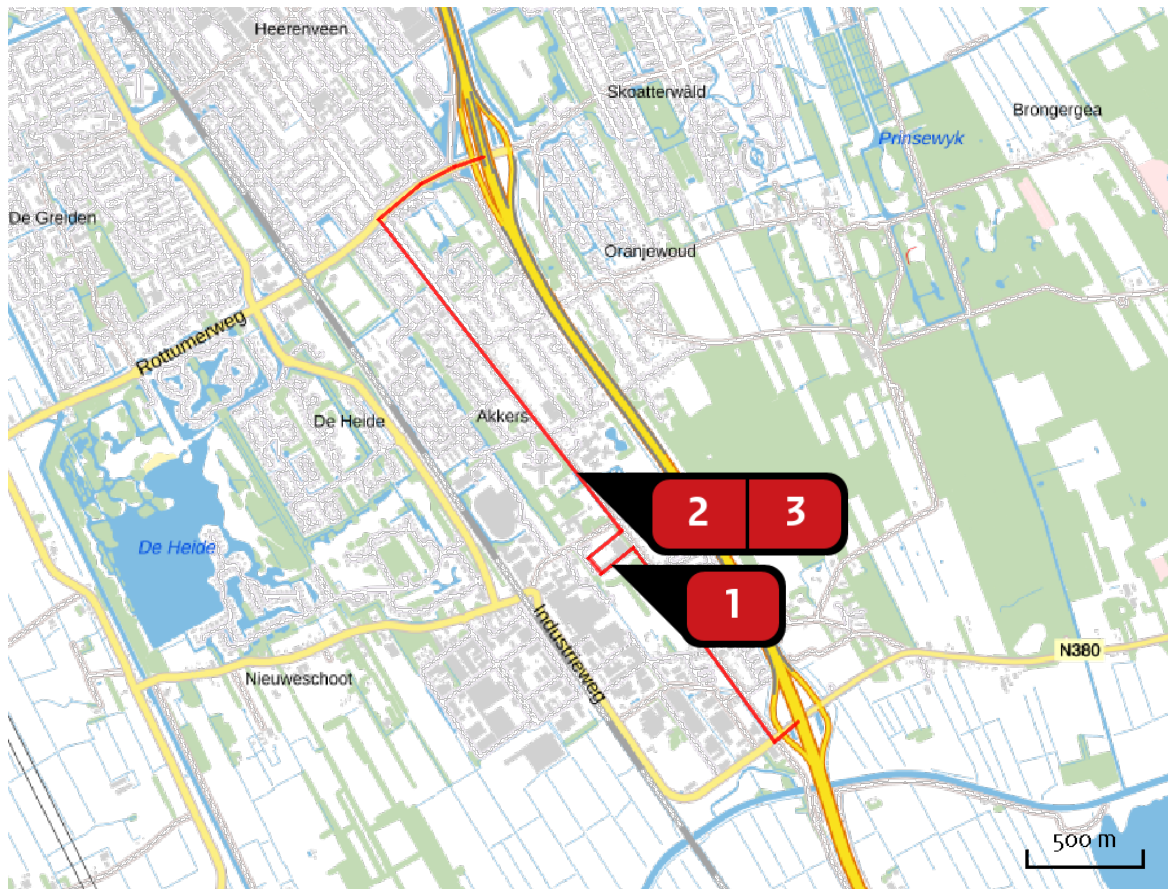 Heerenveen
Skoatterwâld
Brongergea
Prinsewyk
De Greiden
Oranjewoud
Rottumerweg
Akkers
De Heide
2 3
De Heide
1
Industrieweg
N380
Nieuweschoot
500 m